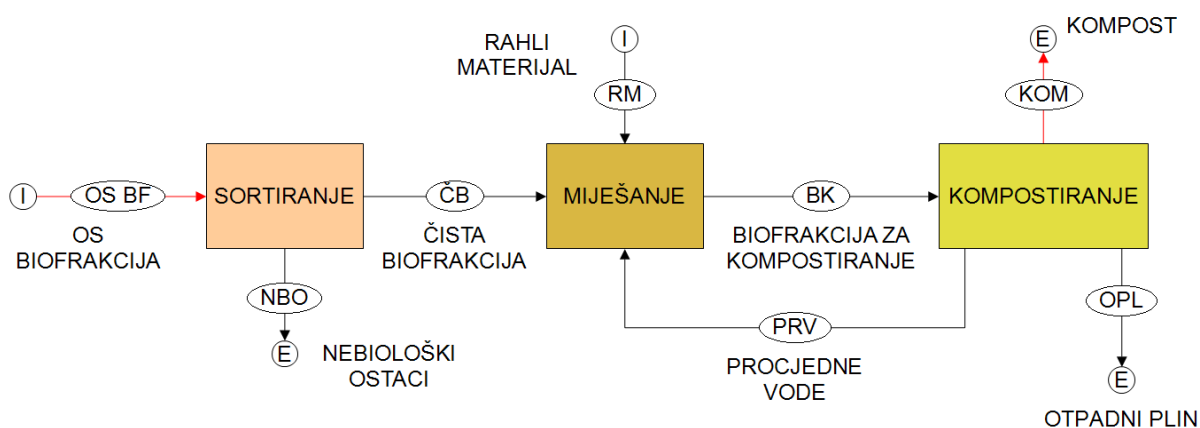 RAHLI
MATERIJAL
I
RM
E
KOMPOST
KOM
I
OS BF
OS
BIOFRAKCIJA
SORTIRANJE
ČB
ČISTA
BIOFRAKCIJA
MIJEŠANJE
BK
BIOFRAKCIJA ZA
KOMPOSTIRANJE
KOMPOSTIRANJE
NBO
E
NEBIOLOŠKI
OSTACI
PRV
PROCJEDNE
VODE
OPL
E
OTPADNI PLIN